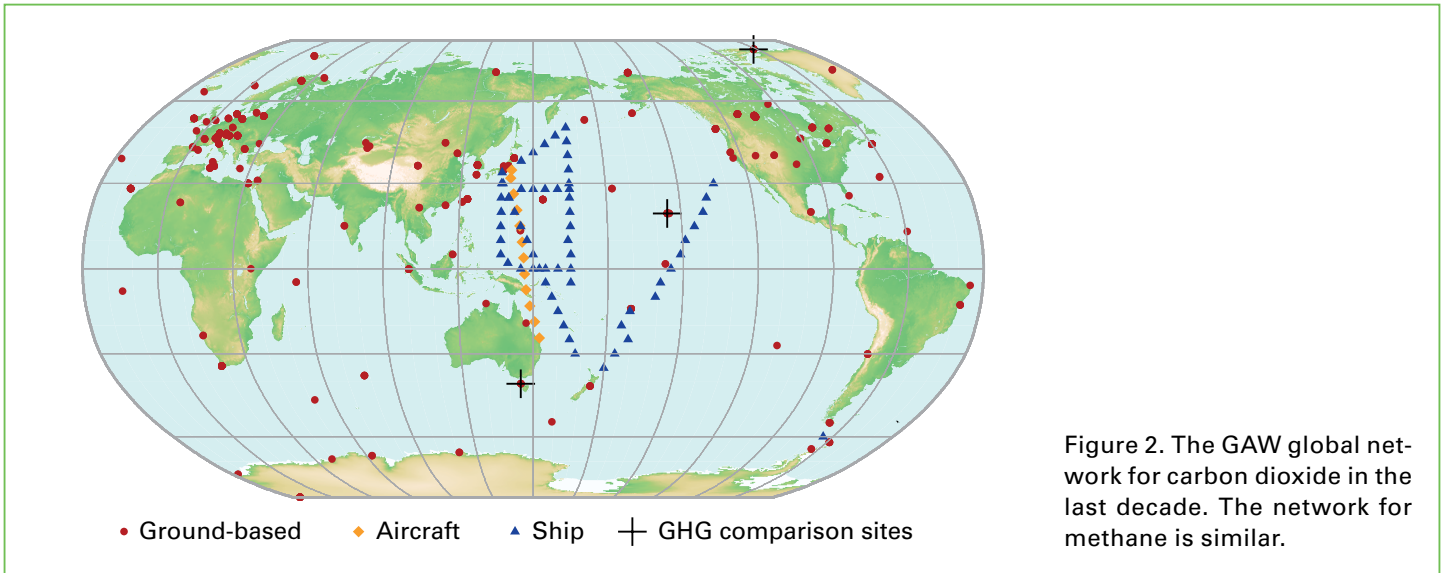 Ground-based Aircraft Ship GHG comparison sites
Figure 2. The GAW global net-
work for carbon dioxide in the
last decade. The network for
methane is similar.